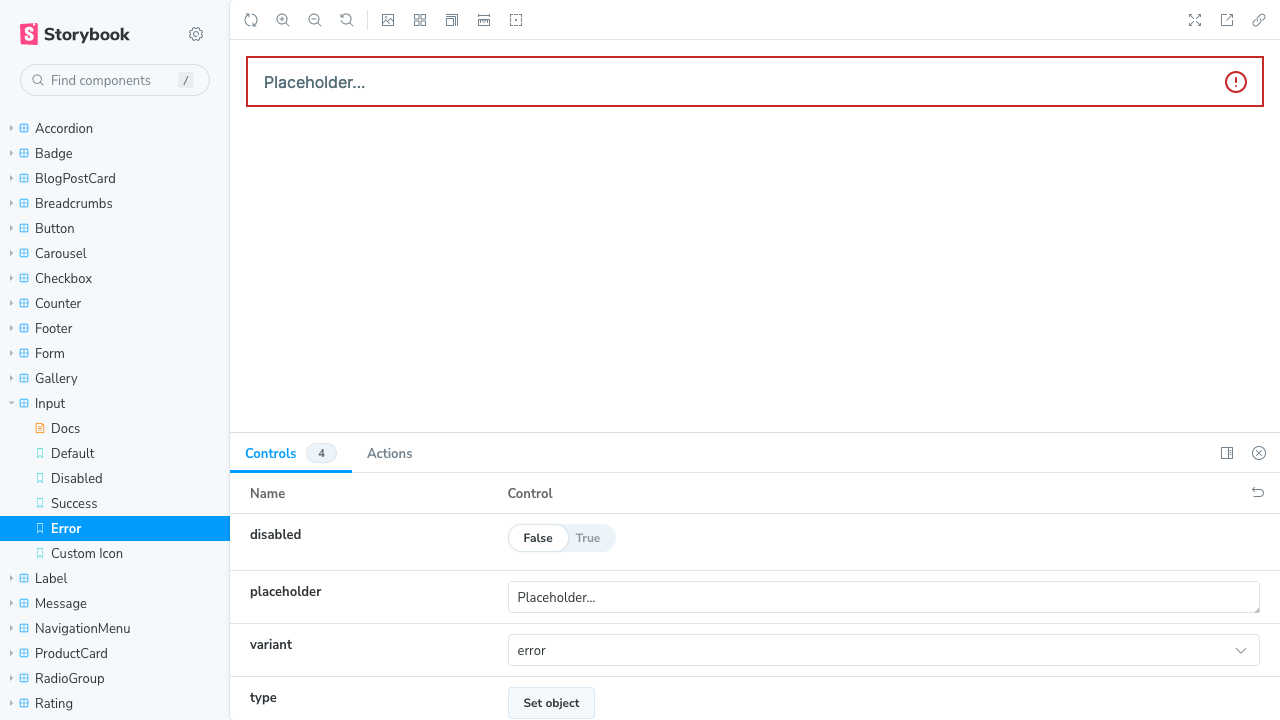 Storybook
Find components /
Accordion
Badge
BlogPostCard
Breadcrumbs
Button
Carousel
Checkbox
Counter
Footer
Form
Gallery
Input
Docs
Default
Disabled
Success
Error
Custom Icon
Label
Message
NavigationMenu
ProductCard
RadioGroup
Rating
Placeholder...
Controls 4 Actions
Name Control
disabled False True
placeholder Placeholder...
variant error
type Set object